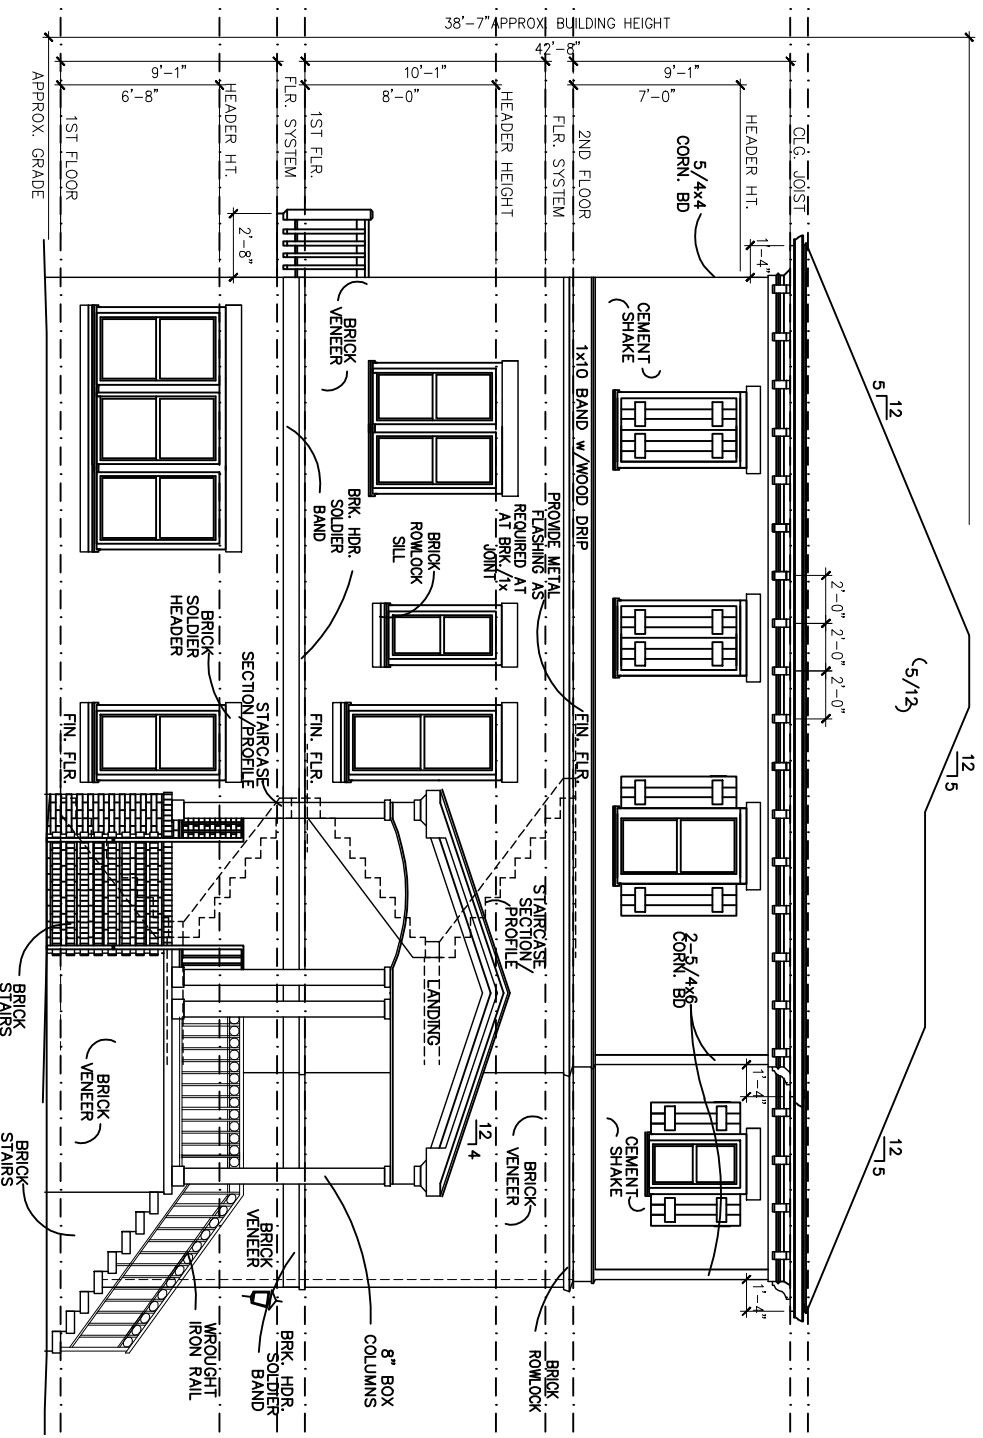 38'-7"APPROX. BUILDING HEIGHT
42'-8"
9'-1"
10'-1"
9'-1"
6'-8"
8'-0"
7'-0"
CLG. JOIST
HEADER HT.
2ND FLOOR
FLR. SYSTEM
HEADER HEIGHT
1ST FLR.
FLR. SYSTEM
HEADER HT.
1ST FLOOR
APPROX. GRADE
12
5
(5/12)
12
5
12
5
1'-4"
2'-0"
2'-0"
2'-0"
1'-4"
1'-4"
5/4x4
CORN. BD
CEMENT
SHAKE
2-5/4x6
CORN. BD
CEMENT
SHAKE
1x10 BAND w/WOOD DRIP
PROVIDE METAL
FLASHING AS
REQUIRED AT
AT BRK./1x
JOINT
FIN. FLR.
STAIRCASE
SECTION/
PROFILE
BRICK
VENEER
BRICK
ROWLOCK
2'-8"
BRICK
VENEER
BRICK
ROWLOCK
SILL
BRK. HDR.
SOLDIER
BAND
FIN. FLR.
LANDING
12
4
8" BOX
COLUMNS
BRICK
SOLDIER
HEADER
STAIRCASE
SECTION/PROFILE
FIN. FLR.
BRICK
VENEER
BRK. HDR.
SOLDIER
BAND
WROUGHT
IRON RAIL
BRICK
VENEER
BRICK
STAIRS
BRICK
STAIRS